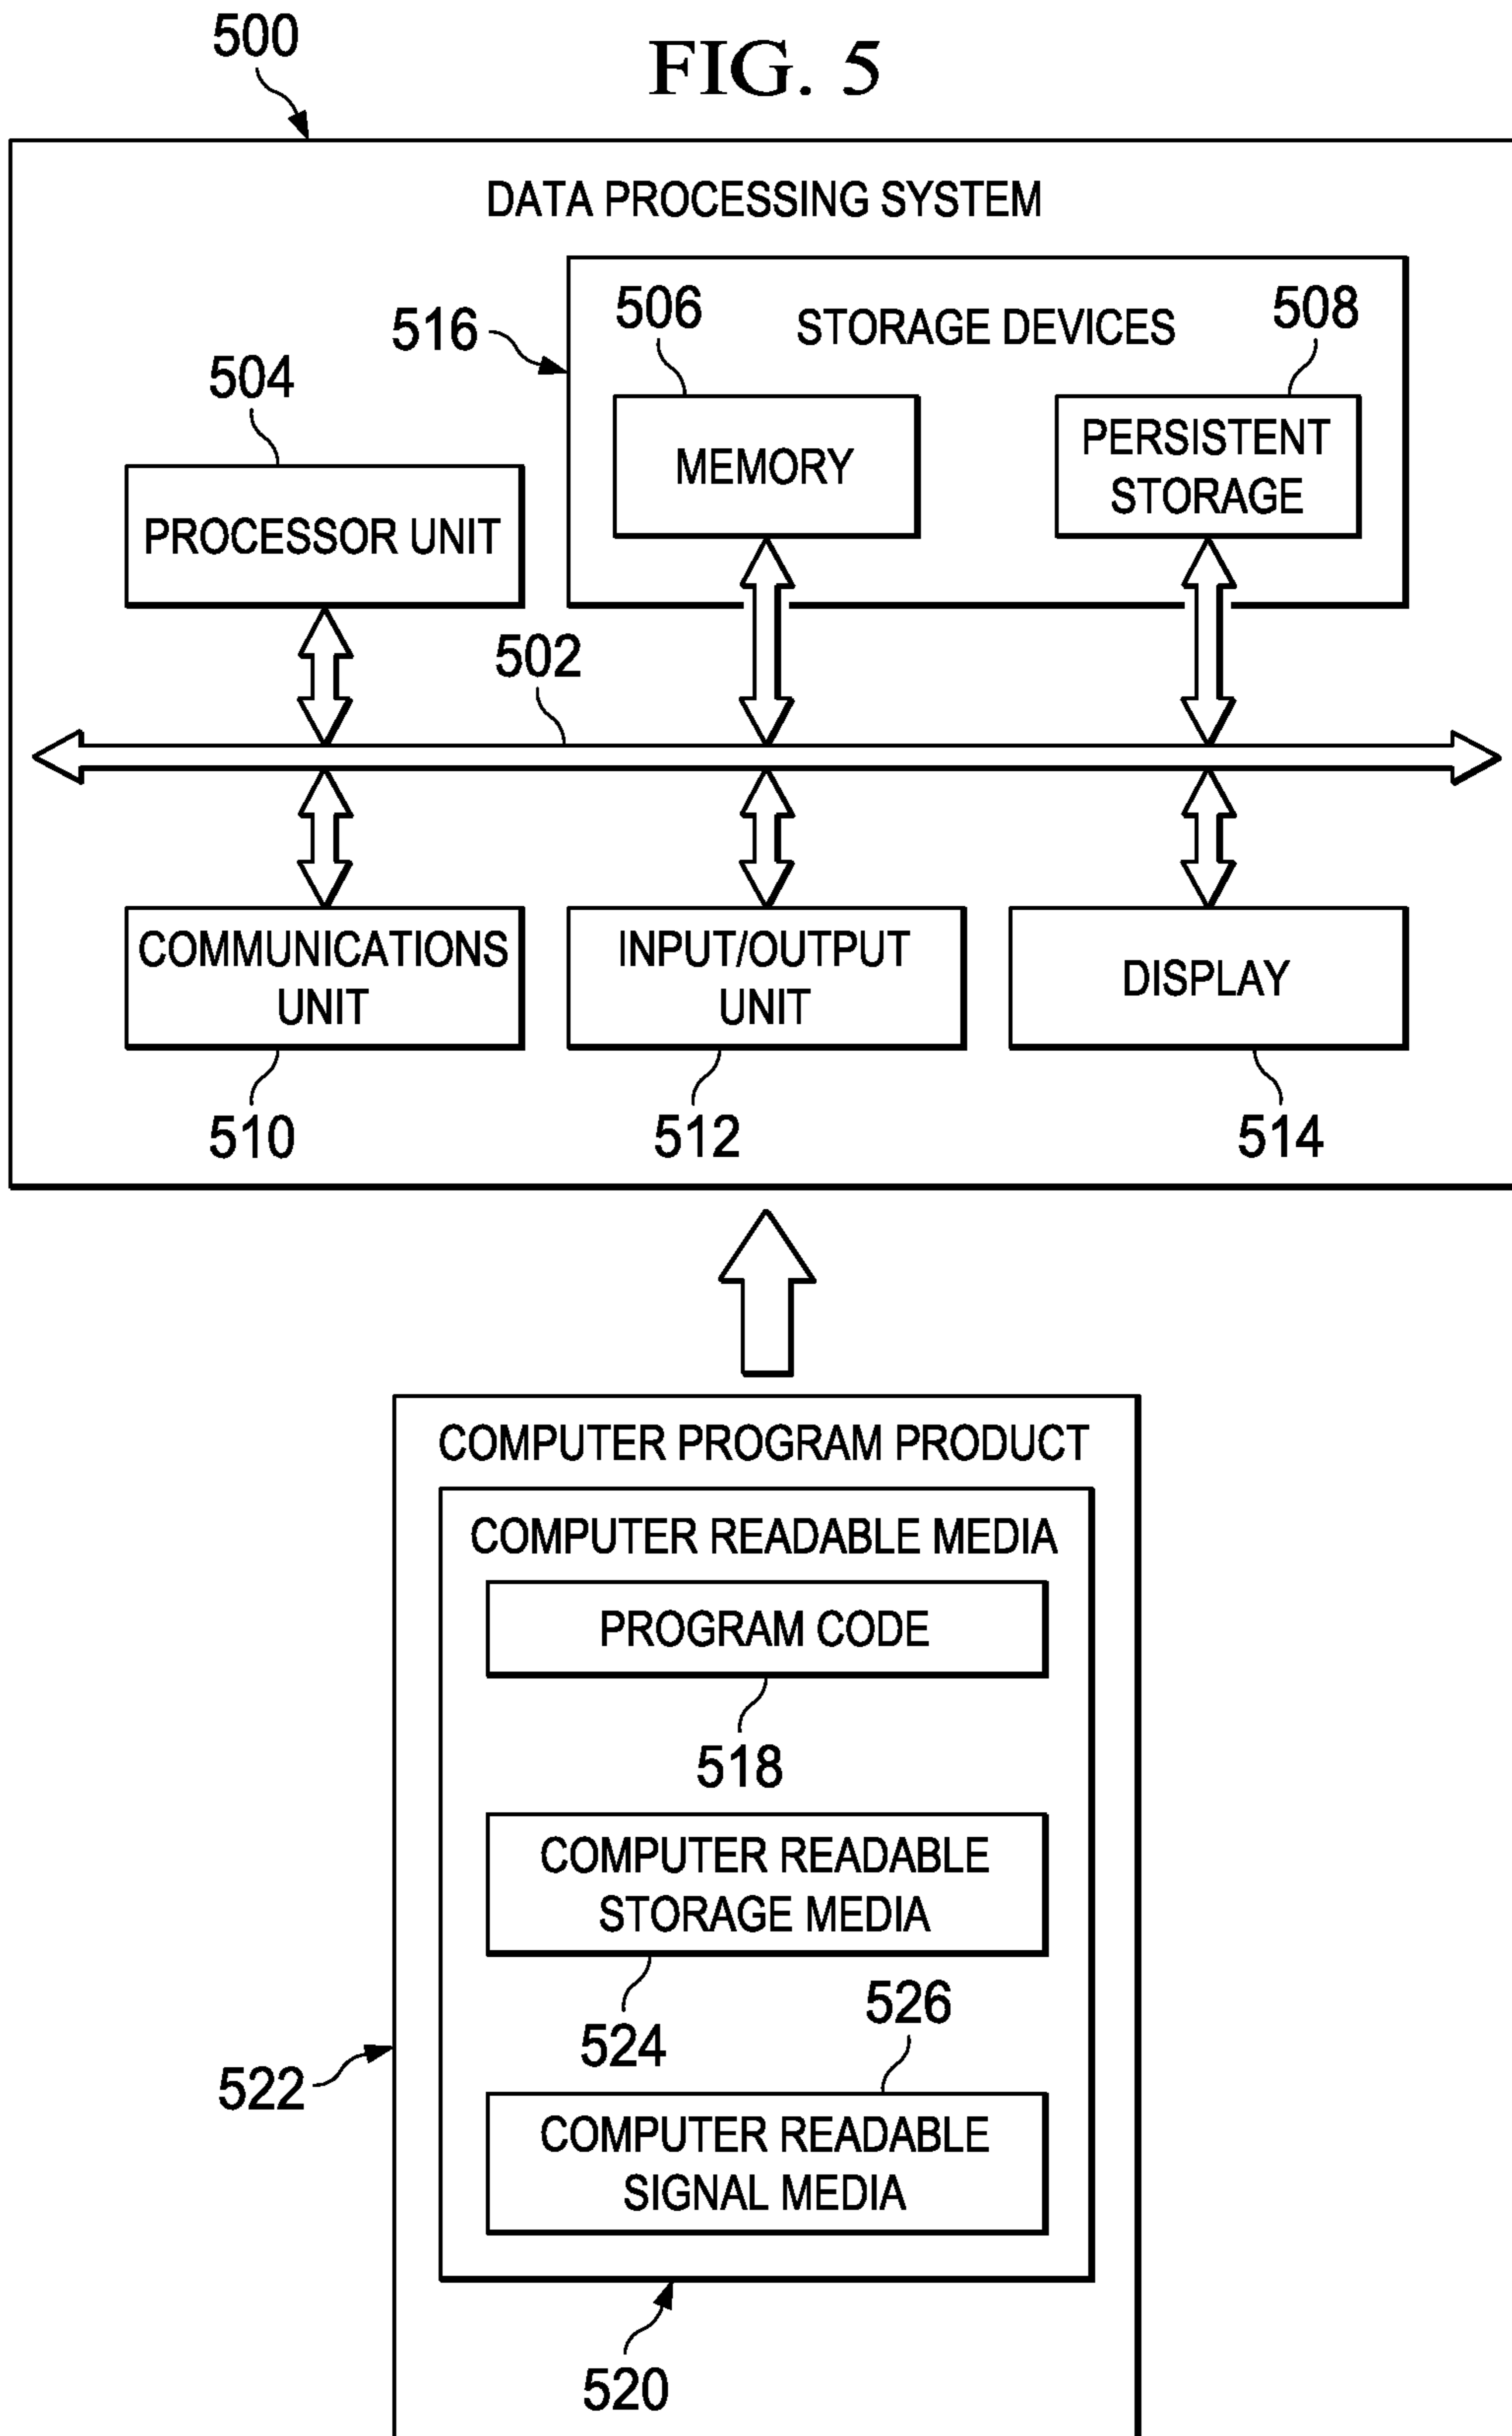 500
FIG. 5
DATA PROCESSING SYSTEM
516
506
STORAGE DEVICES
508
504
MEMORY
PERSISTENT
STORAGE
PROCESSOR UNIT
502
COMMUNICATIONS
UNIT
INPUT/OUTPUT
UNIT
DISPLAY
510
512
514
COMPUTER PROGRAM PRODUCT
COMPUTER READABLE MEDIA
PROGRAM CODE
518
COMPUTER READABLE
STORAGE MEDIA
524
526
522
COMPUTER READABLE
SIGNAL MEDIA
520